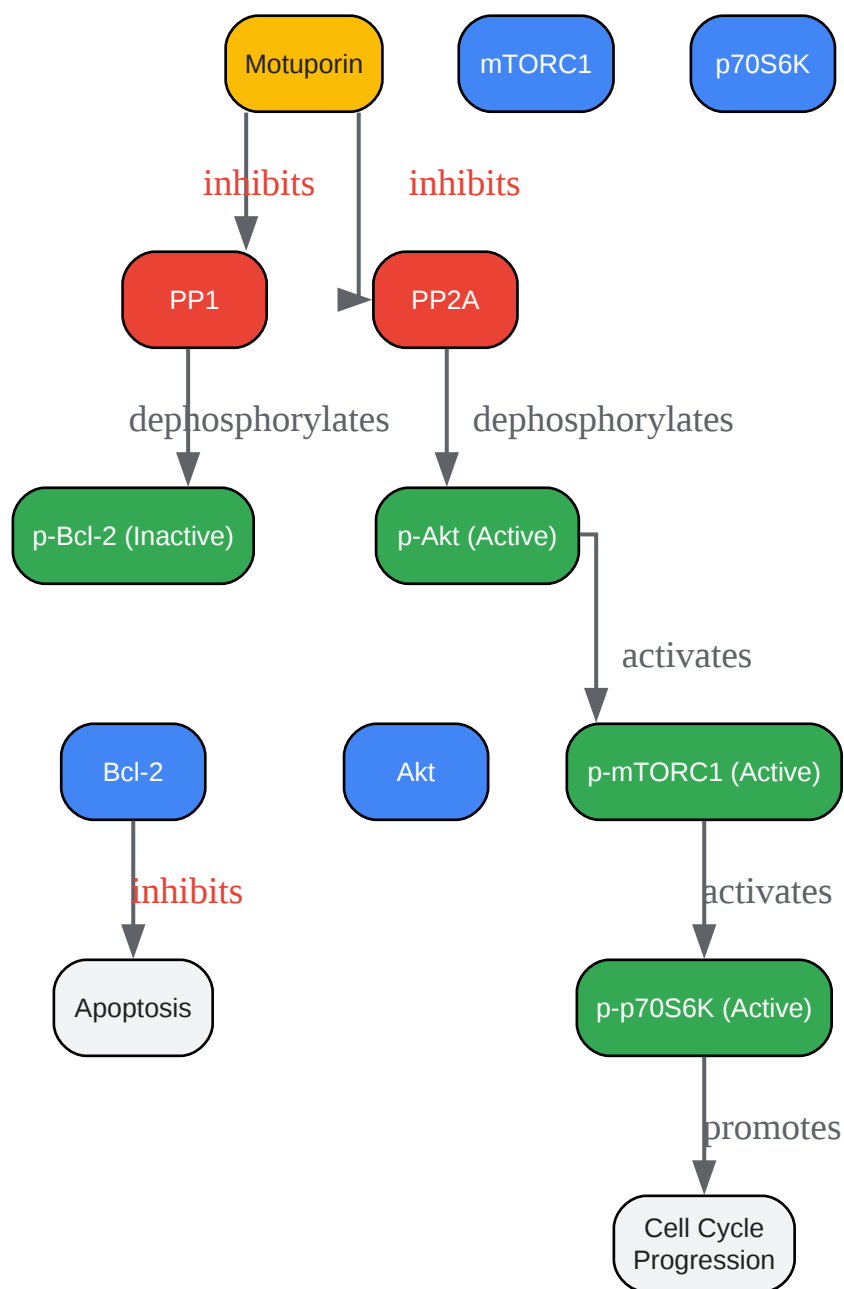 Motuporin
mTORC1
p70S6K
inhibits
inhibits
PP1
PP2A
dephosphorylates
dephosphorylates
p-Bcl-2 (Inactive)
p-Akt (Active)
activates
Bcl-2
Akt
p-mTORC1 (Active)
inhibits
activates
Apoptosis
p-p70S6K (Active)
promotes
Cell Cycle
Progression